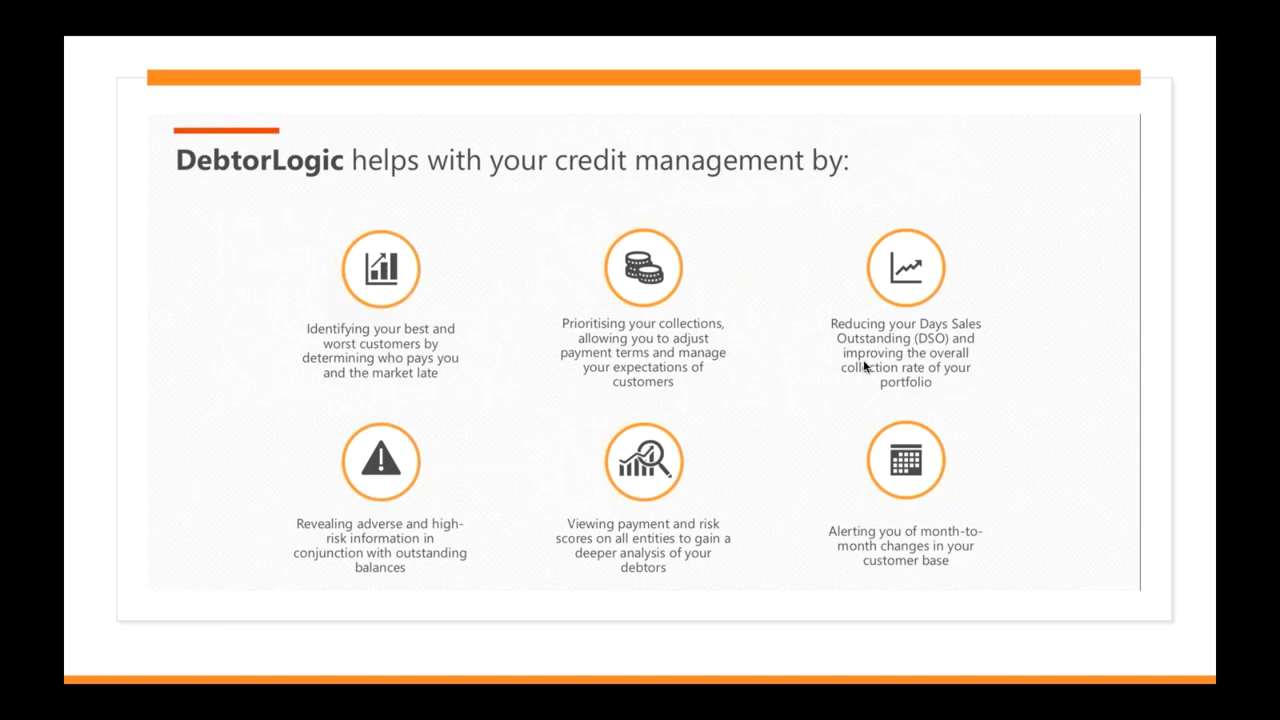 DebtorLogic helps with your credit management by:
Identifying your best and
worst customers by
determining who pays you
and the market late
Prioritising your collections,
allowing you to adjust
payment terms and manage
your expectations of
customers
Reducing your Days Sales
Outstanding (DSO) and
improving the overall
collection rate of your
portfolio
Revealing adverse and high-
risk information in
conjunction with outstanding
balances
Viewing payment and risk
scores on all entities to gain a
deeper analysis of your
debtors
Alerting you of month-to-
month changes in your
customer base